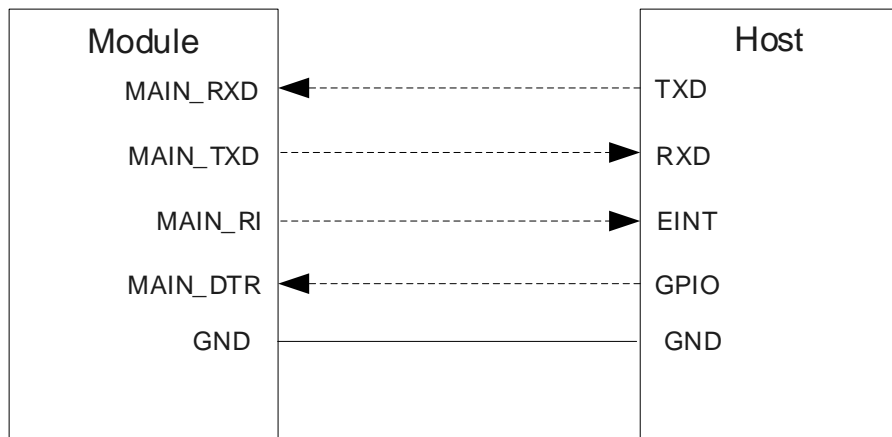 Module
Host
MAIN_RXD
TXD
MAIN_TXD
RXD
MAIN_RI
EINT
MAIN_DTR
GPIO
GND
GND